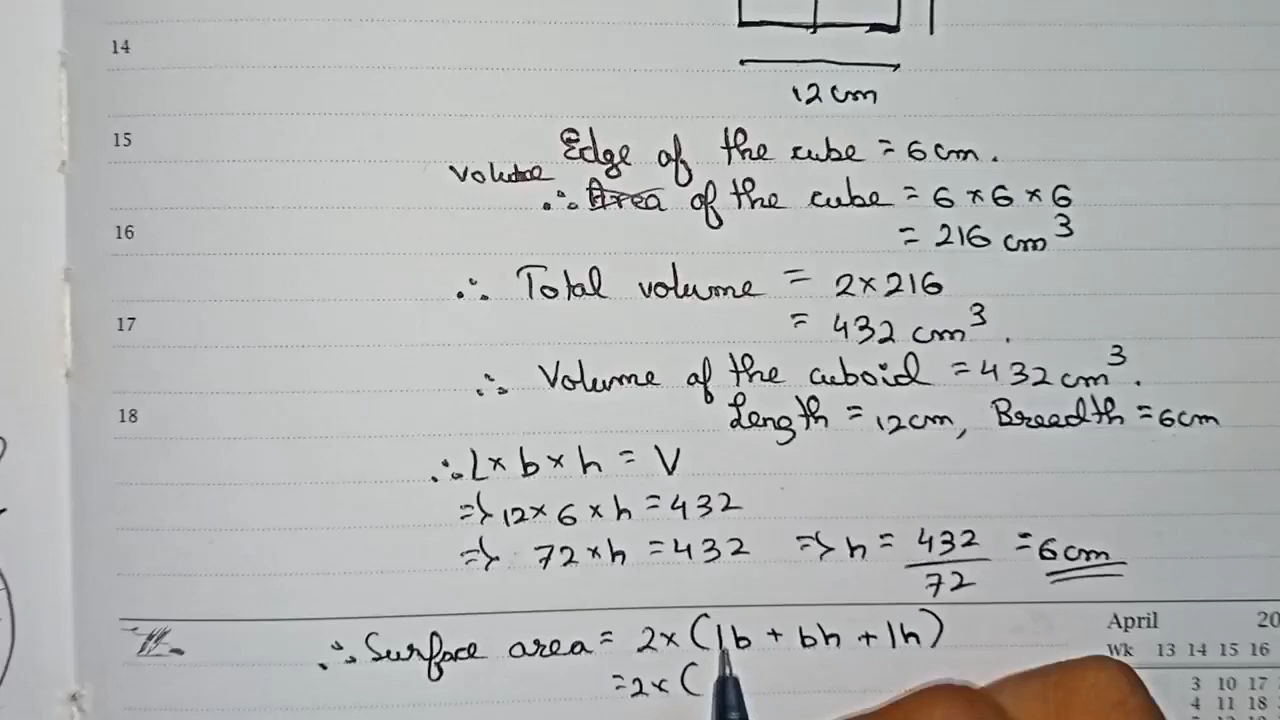 14
12 cm
15
Edge of the cube = 6 cm.
Volume
∴ Area of the cube = 6 × 6 × 6
16
= 216 cm³
∴ Total volume = 2 × 216
17
= 432 cm³.
∴ Volume of the cuboid = 432 cm³.
18
Length = 12 cm, Breadth = 6 cm
∴ L × b × h = V
=> 12 × 6 × h = 432
=> 72 × h = 432 => h = 432/72 = 6 cm
∴ Surface area = 2 × (lb + bh + lh)
= 2 × (
April 20
Wk 13 14 15 16
3 10 17
4 11 18